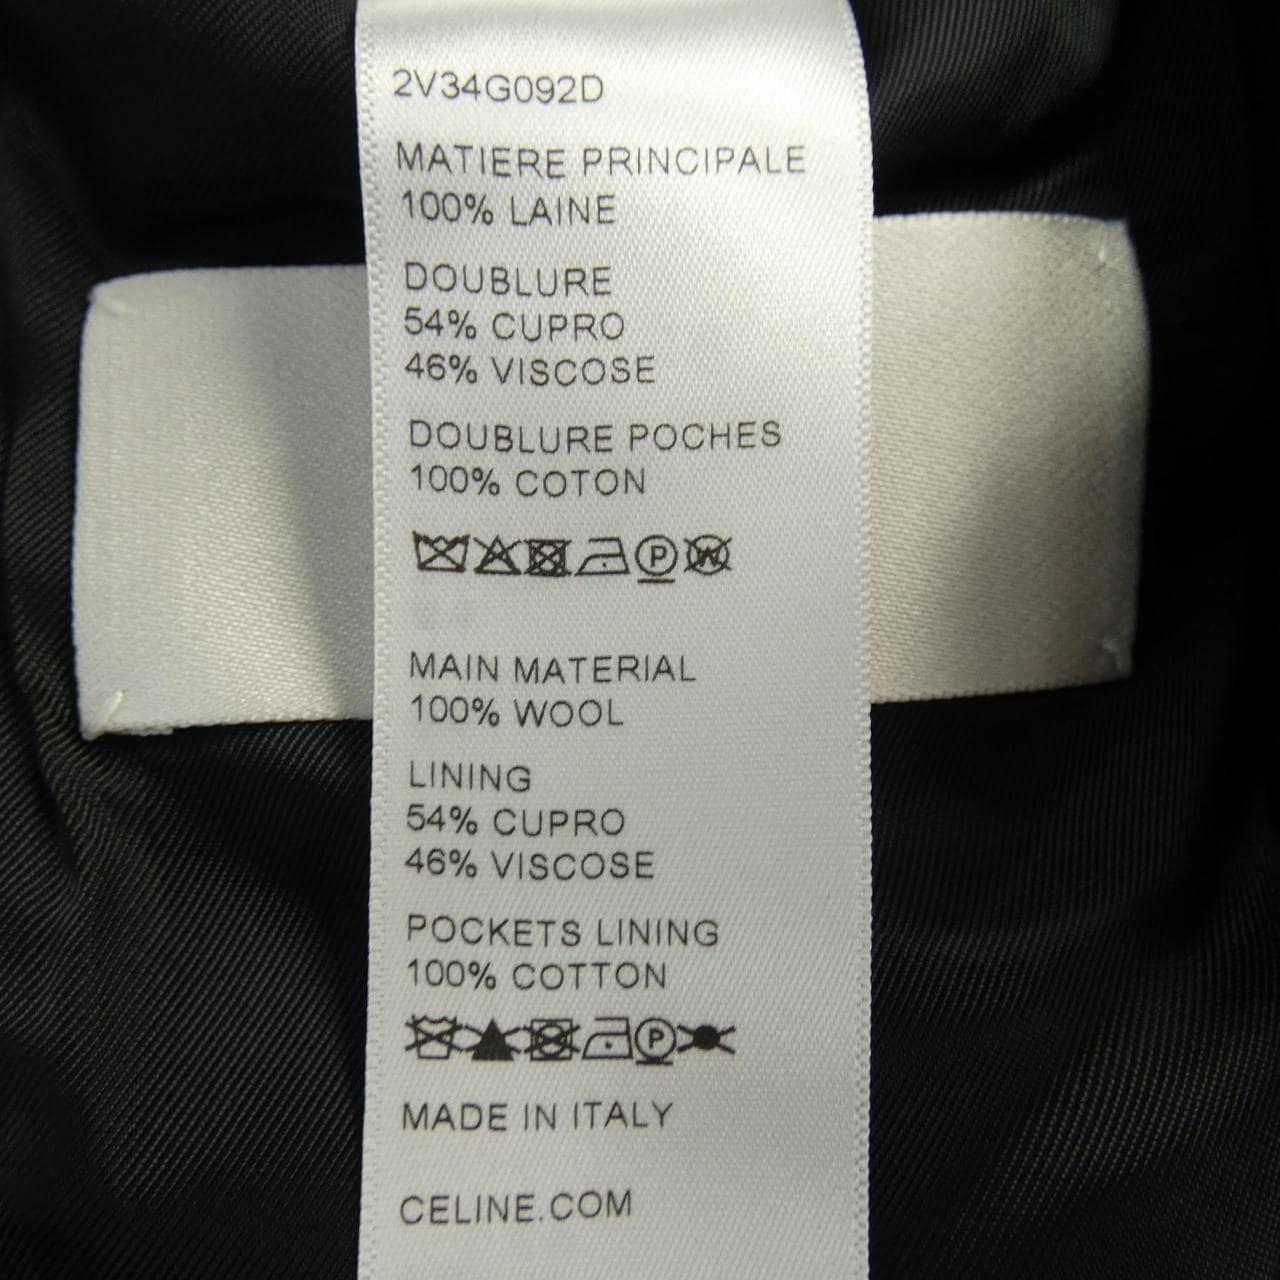 2V34G092D
MATIERE PRINCIPALE
100% LAINE
DOUBLURE
54% CUPRO
46% VISCOSE
DOUBLURE POCHES
100% COTON
P W
MAIN MATERIAL
100% WOOL
LINING
54% CUPRO
46% VISCOSE
POCKETS LINING
100% COTTON
P
MADE IN ITALY
CELINE.COM